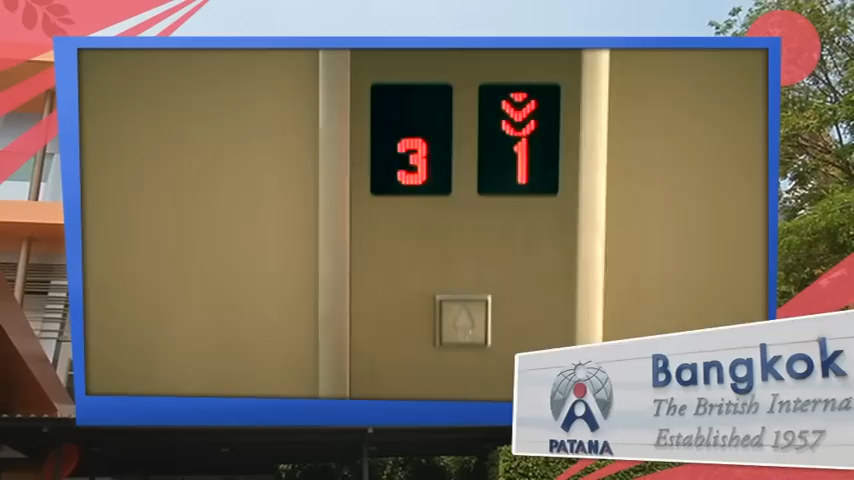 3 1
Bangkok
The British Interna
Established 1957
PATANA